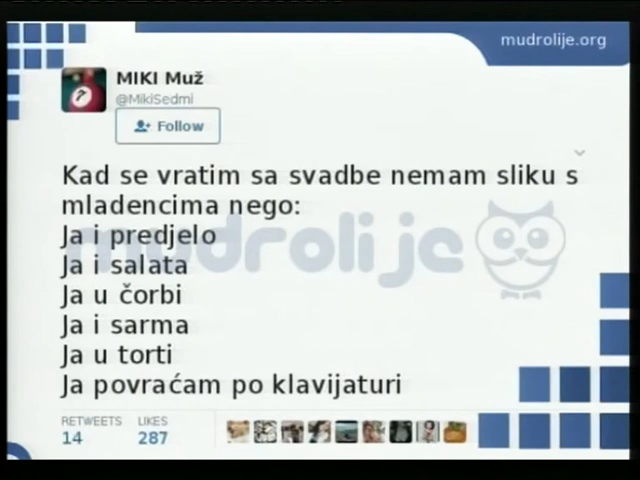 mudrolije.org
MIKI Muž
@MikiSedmi
Follow
Kad se vratim sa svadbe nemam sliku s
mladencima nego:
Ja i predjelo
Ja i salata
Ja u čorbi
Ja i sarma
Ja u torti
Ja povraćam po klavijaturi
mudrolije
RETWEETS LIKES
14 287